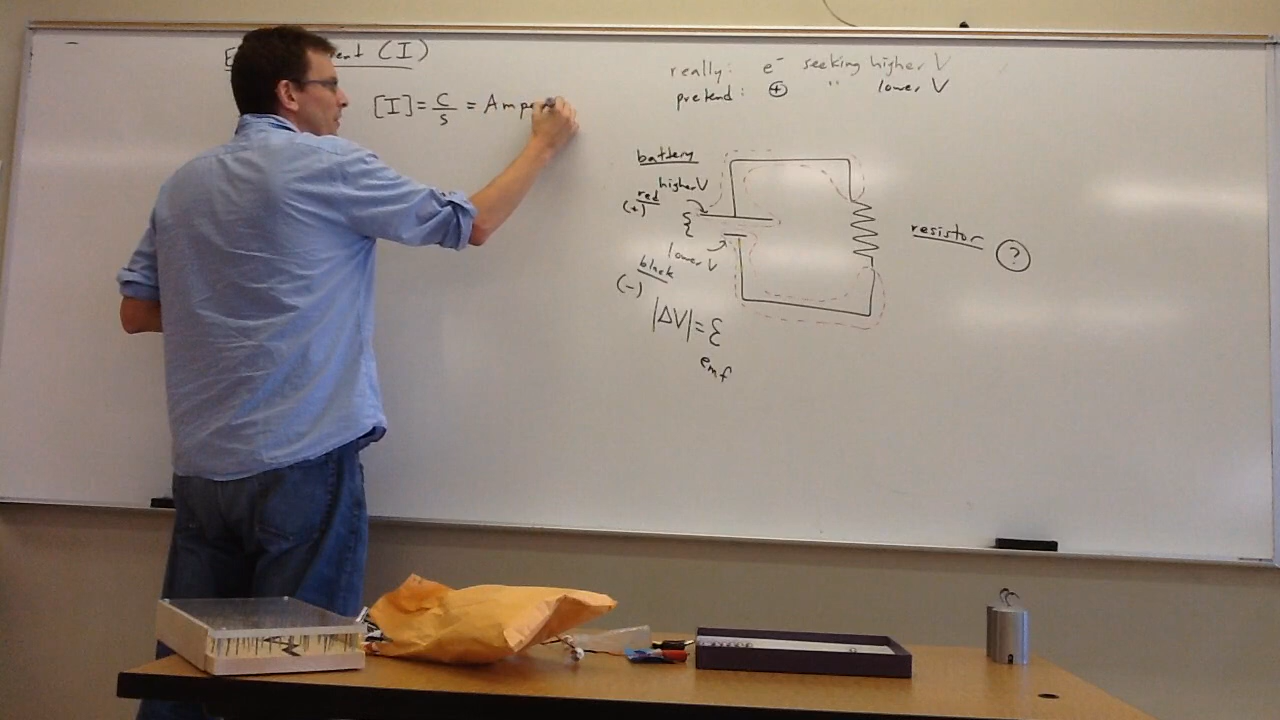 (I)
[I] = C/s = Ampe
really: e⁻ seeking higher V
pretend: ⊕ " lower V
battery
higher V
red
(+)
ℰ
lower V
black
(-)
|ΔV| = ℰ
emf
resistor ?